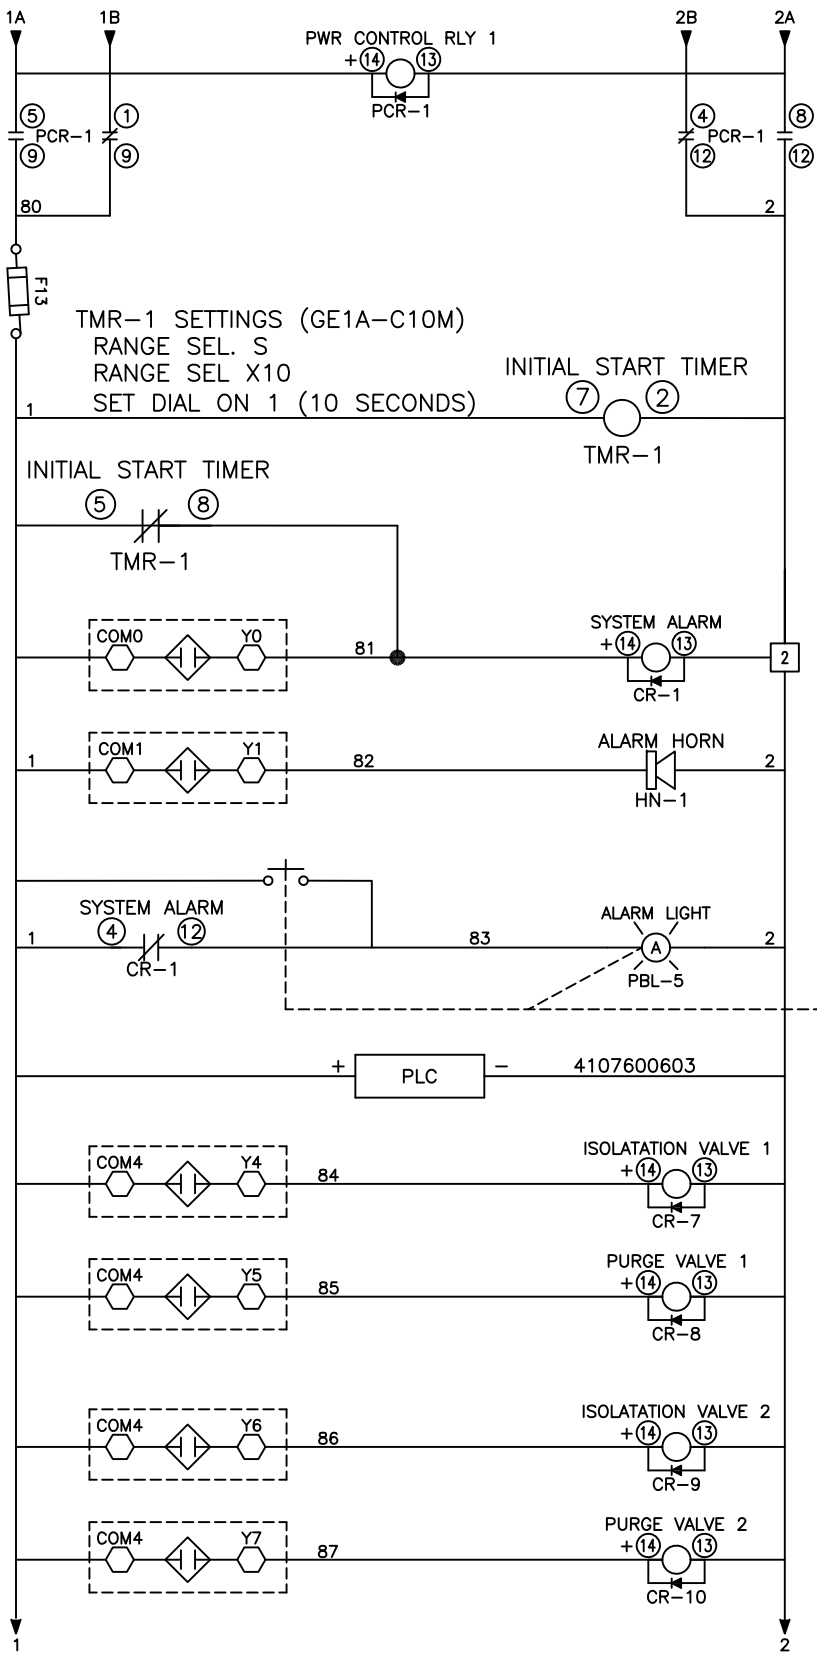 1A 1B 2B 2A
PWR CONTROL RLY 1
+ 14 13
PCR-1
5 PCR-1 1 4 PCR-1 8
9 9 12 12
80 2
F13
TMR-1 SETTINGS (GE1A-C10M)
RANGE SEL. S
RANGE SEL X10
SET DIAL ON 1 (10 SECONDS)
INITIAL START TIMER
7 2
1
TMR-1
INITIAL START TIMER
5 8
TMR-1
SYSTEM ALARM
COM0 Y0 81 + 14 13 2
CR-1
ALARM HORN
1 COM1 Y1 82 2
HN-1
SYSTEM ALARM ALARM LIGHT
1 4 12 83 A 2
CR-1 PBL-5
+ PLC - 4107600603
ISOLATATION VALVE 1
COM4 Y4 84 + 14 13
CR-7
PURGE VALVE 1
COM4 Y5 85 + 14 13
CR-8
ISOLATATION VALVE 2
COM4 Y6 86 + 14 13
CR-9
PURGE VALVE 2
COM4 Y7 87 + 14 13
CR-10
1 2